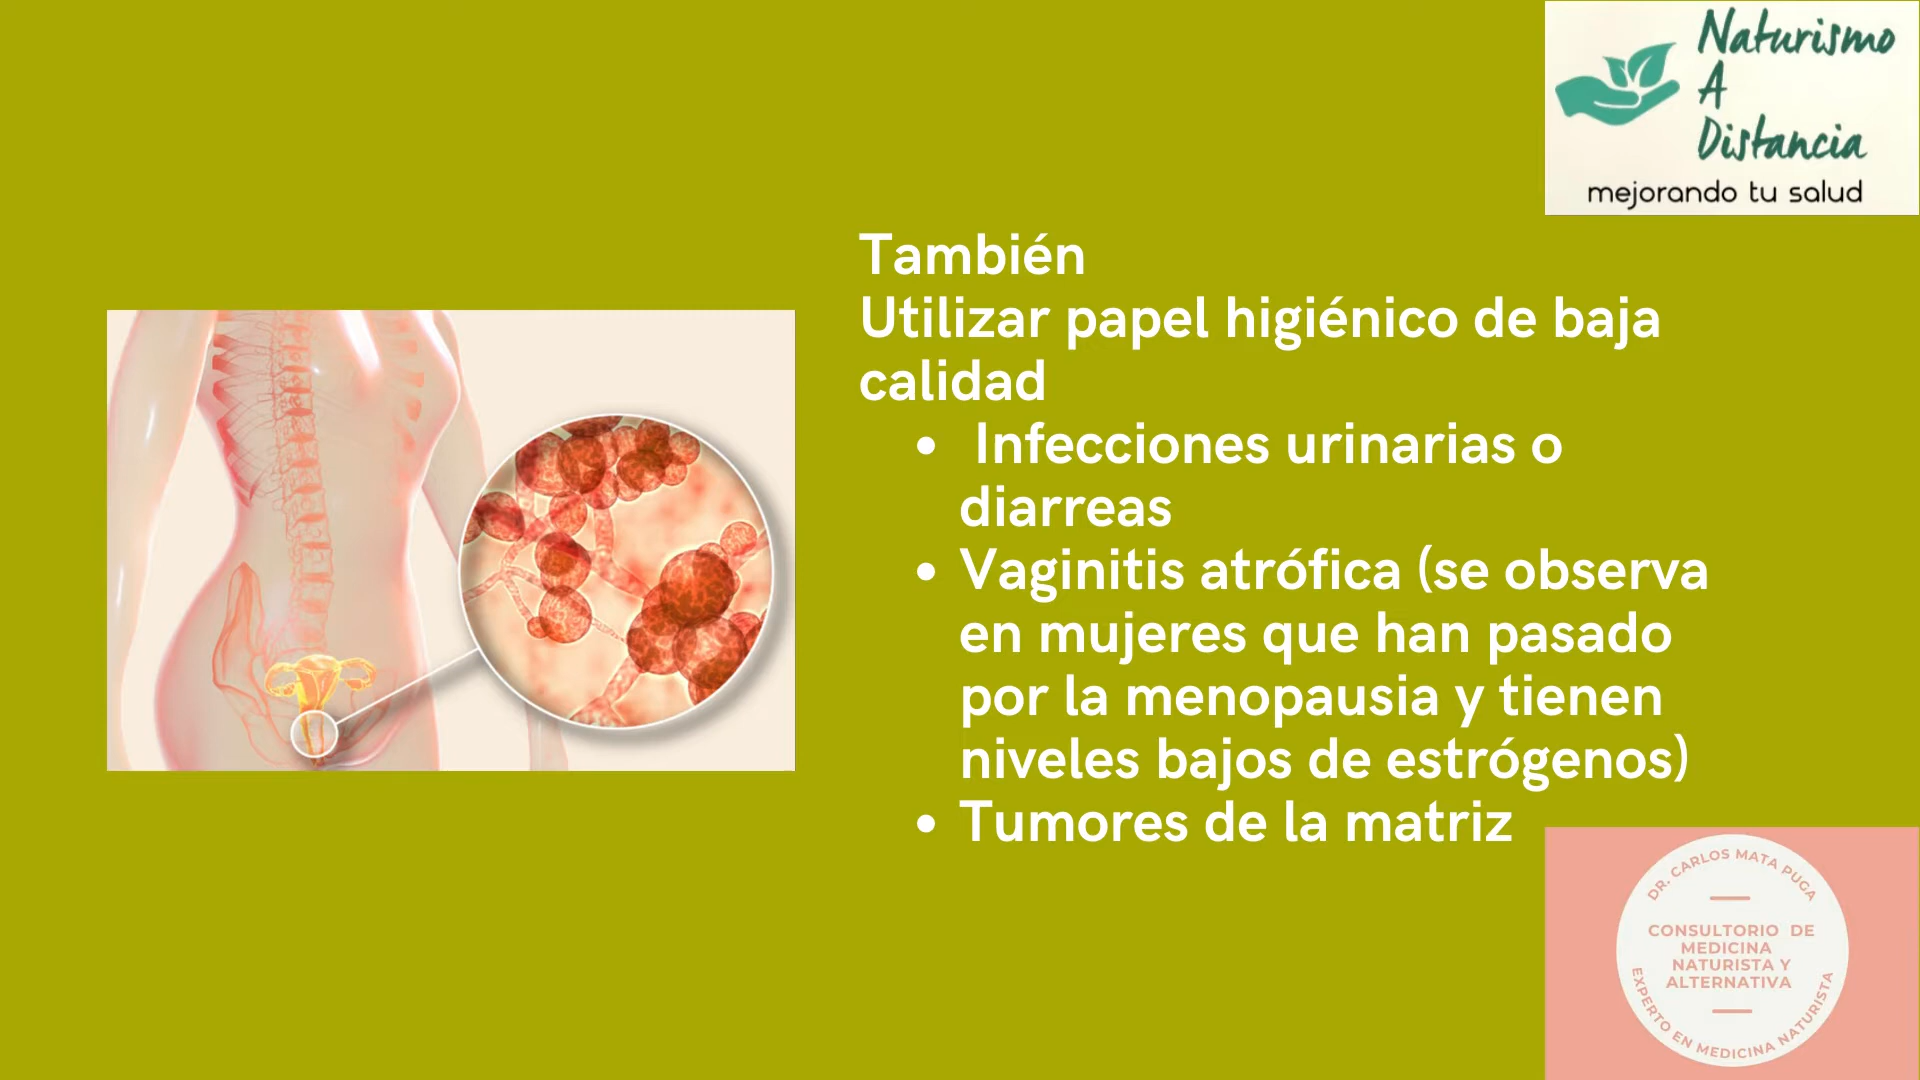 Naturismo
A
Distancia
mejorando tu salud
También
Utilizar papel higiénico de baja
calidad
• Infecciones urinarias o
diarreas
• Vaginitis atrófica (se observa
en mujeres que han pasado
por la menopausia y tienen
niveles bajos de estrógenos)
• Tumores de la matriz
DR. CARLOS MATA PUGA
CONSULTORIO DE
MEDICINA
NATURISTA Y
ALTERNATIVA
EXPERTO EN MEDICINA NATURISTA